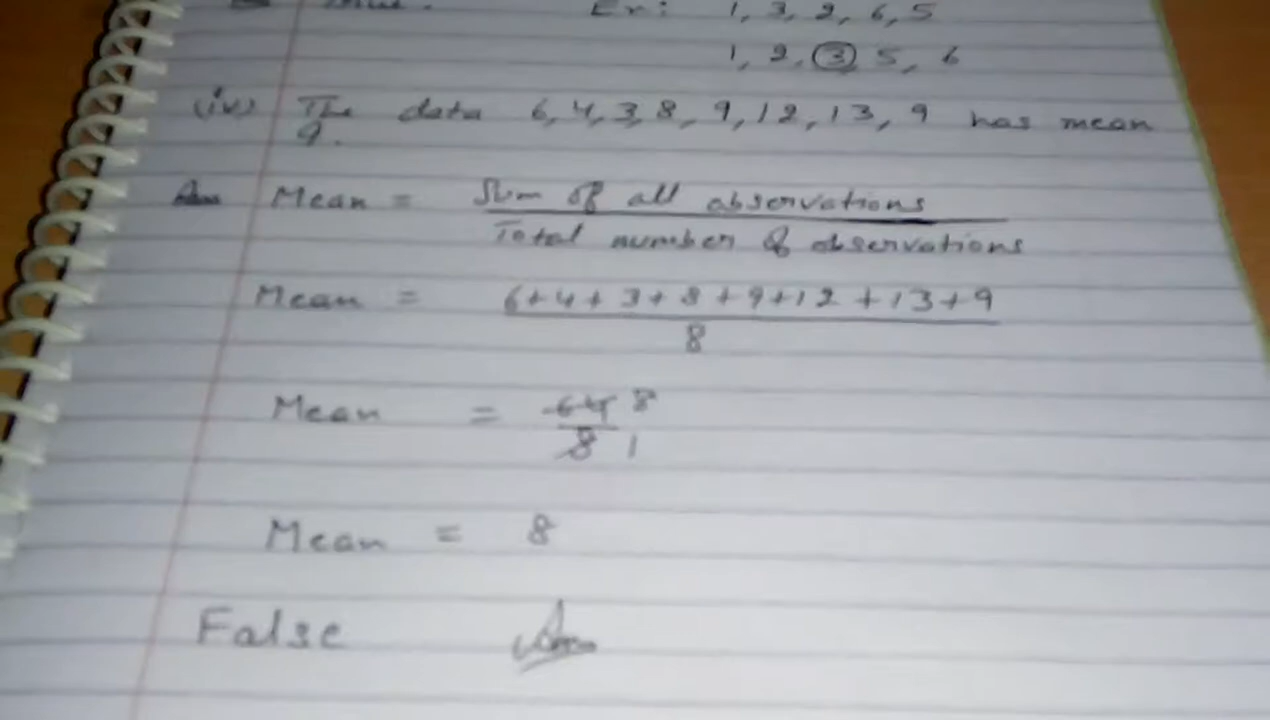 True. Ex: 1, 3, 2, 6, 5
1, 2, 3, 5, 6
(iv) The data 6, 4, 3, 8, 9, 12, 13, 9 has mean
9.
Ans Mean = Sum of all observations
Total number of observations
Mean = 6+4+3+8+9+12+13+9
8
Mean = 64 8
8 1
Mean = 8
False Ans